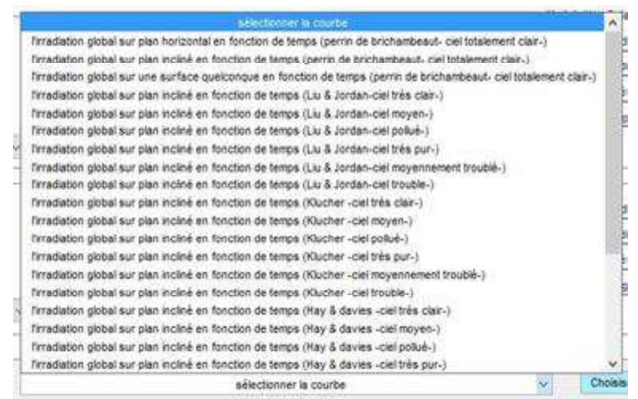 sélectionner la courbe
l'irradiation global sur plan horizontal en fonction de temps (perrin de brichambeaut- ciel totalement clair-)
l'irradiation global sur plan incliné en fonction de temps (perrin de brichambeaut- ciel totalement clair-)
l'irradiation global sur une surface quelconque en fonction de temps (perrin de brichambeaut- ciel totalement clair-)
l'irradiation global sur plan incliné en fonction de temps (Liu & Jordan-ciel très clair-)
l'irradiation global sur plan incliné en fonction de temps (Liu & Jordan-ciel moyen-)
l'irradiation global sur plan incliné en fonction de temps (Liu & Jordan-ciel pollué-)
l'irradiation global sur plan incliné en fonction de temps (Liu & Jordan-ciel très pur-)
l'irradiation global sur plan incliné en fonction de temps (Liu & Jordan-ciel moyennement troublé-)
l'irradiation global sur plan incliné en fonction de temps (Liu & Jordan-ciel trouble-)
l'irradiation global sur plan incliné en fonction de temps (Klucher -ciel très clair-)
l'irradiation global sur plan incliné en fonction de temps (Klucher -ciel moyen-)
l'irradiation global sur plan incliné en fonction de temps (Klucher -ciel pollué-)
l'irradiation global sur plan incliné en fonction de temps (Klucher -ciel très pur-)
l'irradiation global sur plan incliné en fonction de temps (Klucher -ciel moyennement troublé-)
l'irradiation global sur plan incliné en fonction de temps (Klucher -ciel trouble-)
l'irradiation global sur plan incliné en fonction de temps (Hay & davies -ciel très clair-)
l'irradiation global sur plan incliné en fonction de temps (Hay & davies -ciel moyen-)
l'irradiation global sur plan incliné en fonction de temps (Hay & davies -ciel pollué-)
l'irradiation global sur plan incliné en fonction de temps (Hay & davies -ciel très pur-)
sélectionner la courbe
Choisis